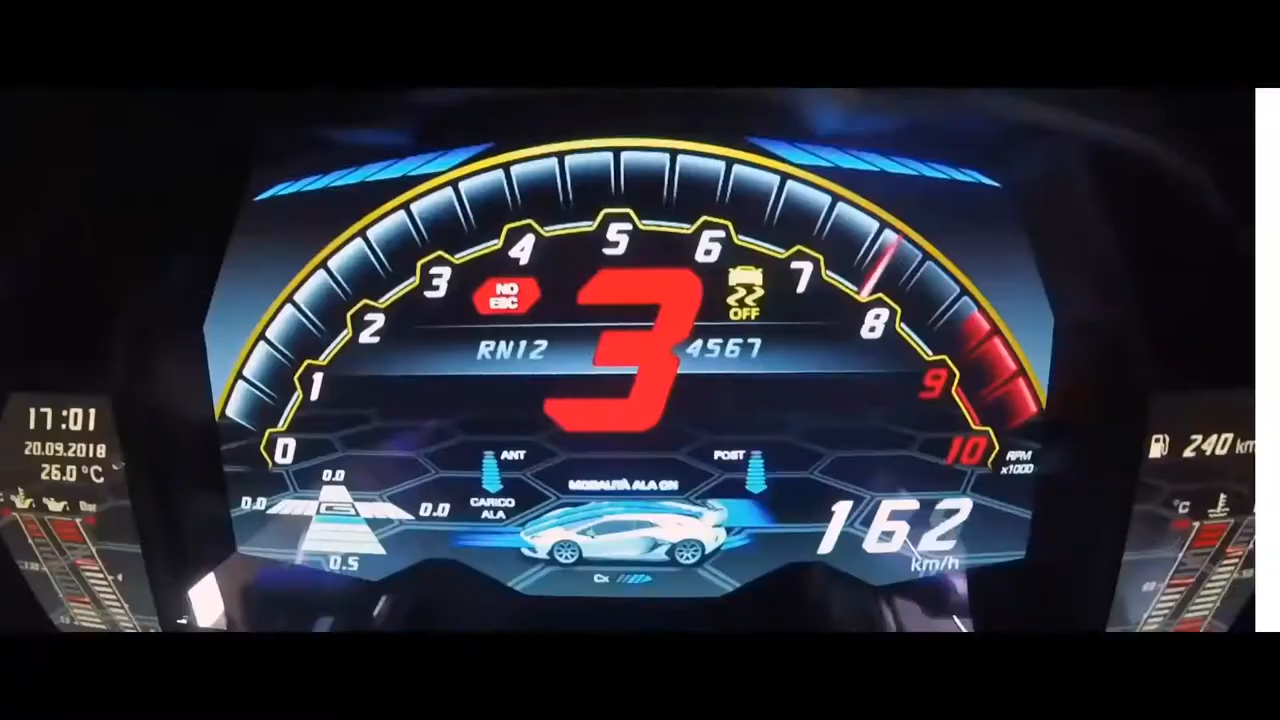 5
4
6
3
7
NO
ESC
OFF
2
8
3
RN12
4567
1
9
17:01
0
10
20.09.2018
240 km
RPM
x1000
ANT
POST
26.0 °C
0.0
MODALITÀ ALA ON
0.0
0.0
CARICO
ALA
°C
162
km/h
0.5
Cx